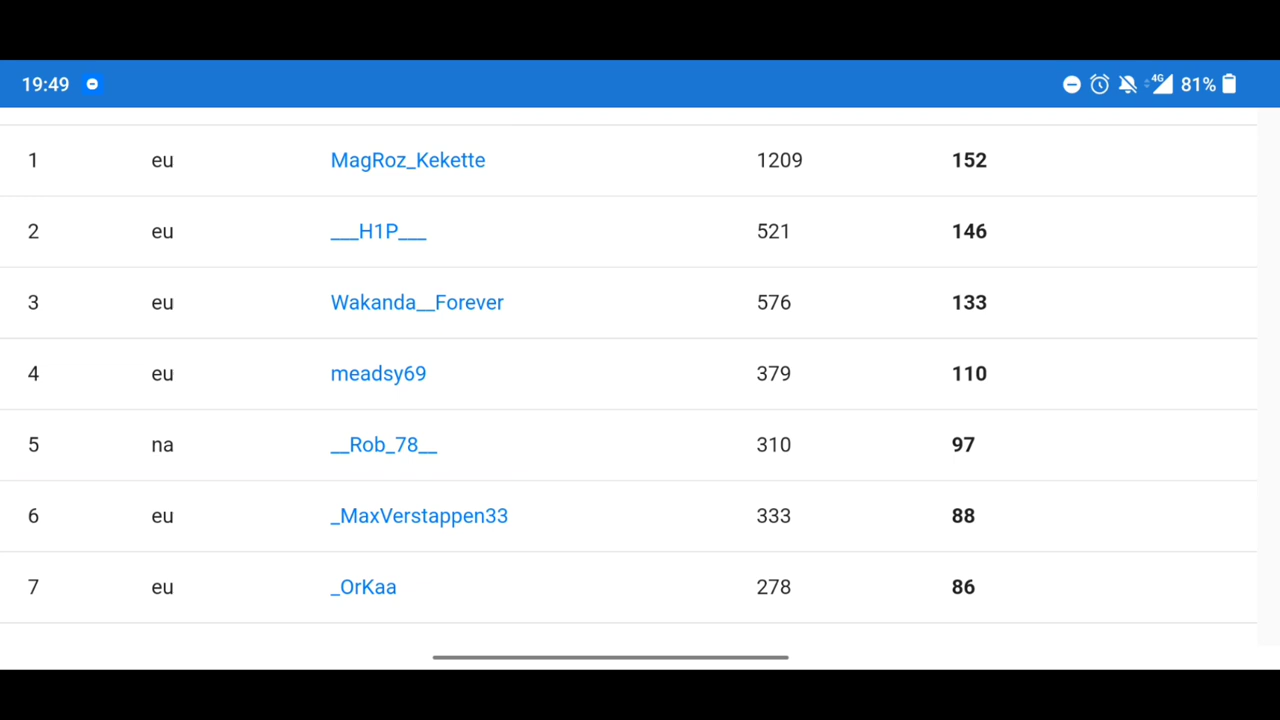 19:49 4G 81%
1 eu MagRoz_Kekette 1209 152
2 eu ___H1P___ 521 146
3 eu Wakanda__Forever 576 133
4 eu meadsy69 379 110
5 na __Rob_78__ 310 97
6 eu _MaxVerstappen33 333 88
7 eu _OrKaa 278 86